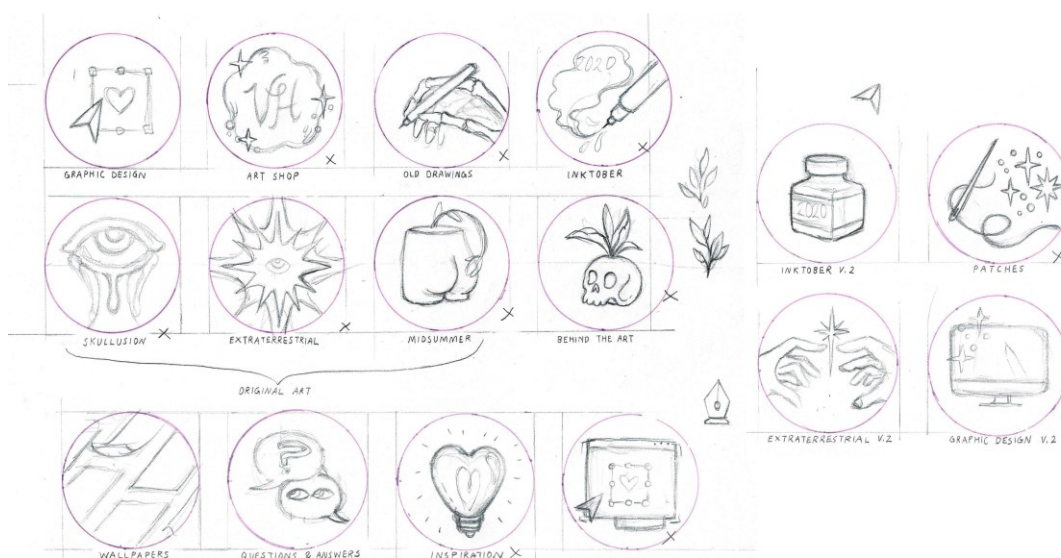 2020
VH
GRAPHIC DESIGN
ART SHOP
OLD DRAWINGS
INKTOBER
2020
INKTOBER V.2
PATCHES
SKULLUSION
EXTRATERRESTRIAL
MIDSUMMER
BEHIND THE ART
ORIGINAL ART
EXTRATERRESTRIAL V.2
GRAPHIC DESIGN V.2
?
WALLPAPERS
QUESTIONS & ANSWERS
INSPIRATION